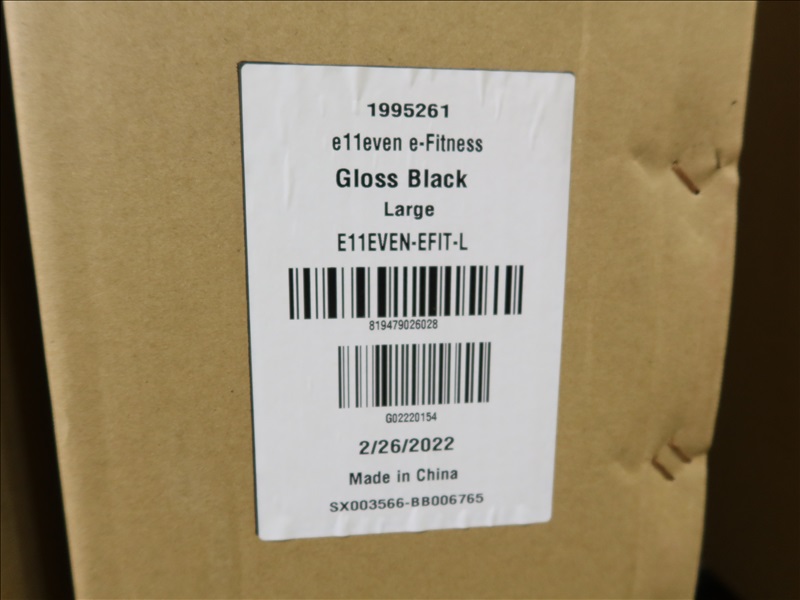 1995261
e11even e-Fitness
Gloss Black
Large
E11EVEN-EFIT-L
819479026028
G02220154
2/26/2022
Made in China
SX003566-BB006765